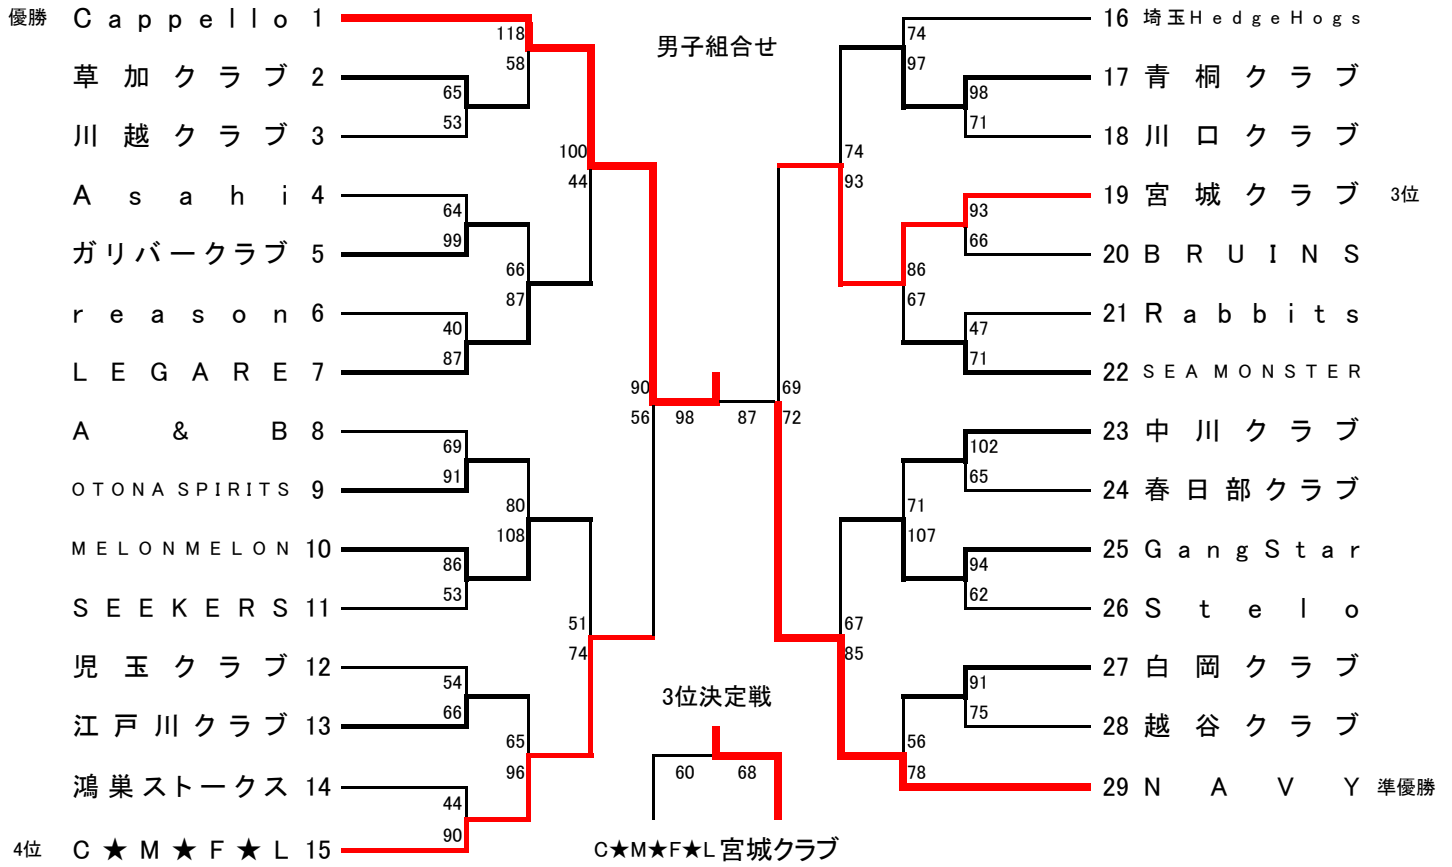 男子組合せ
優勝 Cappello 1
草加クラブ 2
川越クラブ 3
Asahi 4
ガリバークラブ 5
reason 6
LEGARE 7
A & B 8
OTONA SPIRITS 9
MELONMELON 10
SEEKERS 11
児玉クラブ 12
江戸川クラブ 13
鴻巣ストークス 14
4位 C★M★F★L 15
118
58
65
53
100
44
64
99
66
87
40
87
90
56
69
91
80
108
86
53
51
74
54
66
65
96
44
90
98 87
16 埼玉HedgeHogs
17 青桐クラブ
18 川口クラブ
19 宮城クラブ 3位
20 BRUINS
21 Rabbits
22 SEA MONSTER
23 中川クラブ
24 春日部クラブ
25 GangStar
26 Stelo
27 白岡クラブ
28 越谷クラブ
29 NAVY 準優勝
74
97
98
71
74
93
93
66
86
67
47
71
69
72
102
65
71
107
94
62
67
85
91
75
56
78
3位決定戦
60 68
C★M★F★L 宮城クラブ